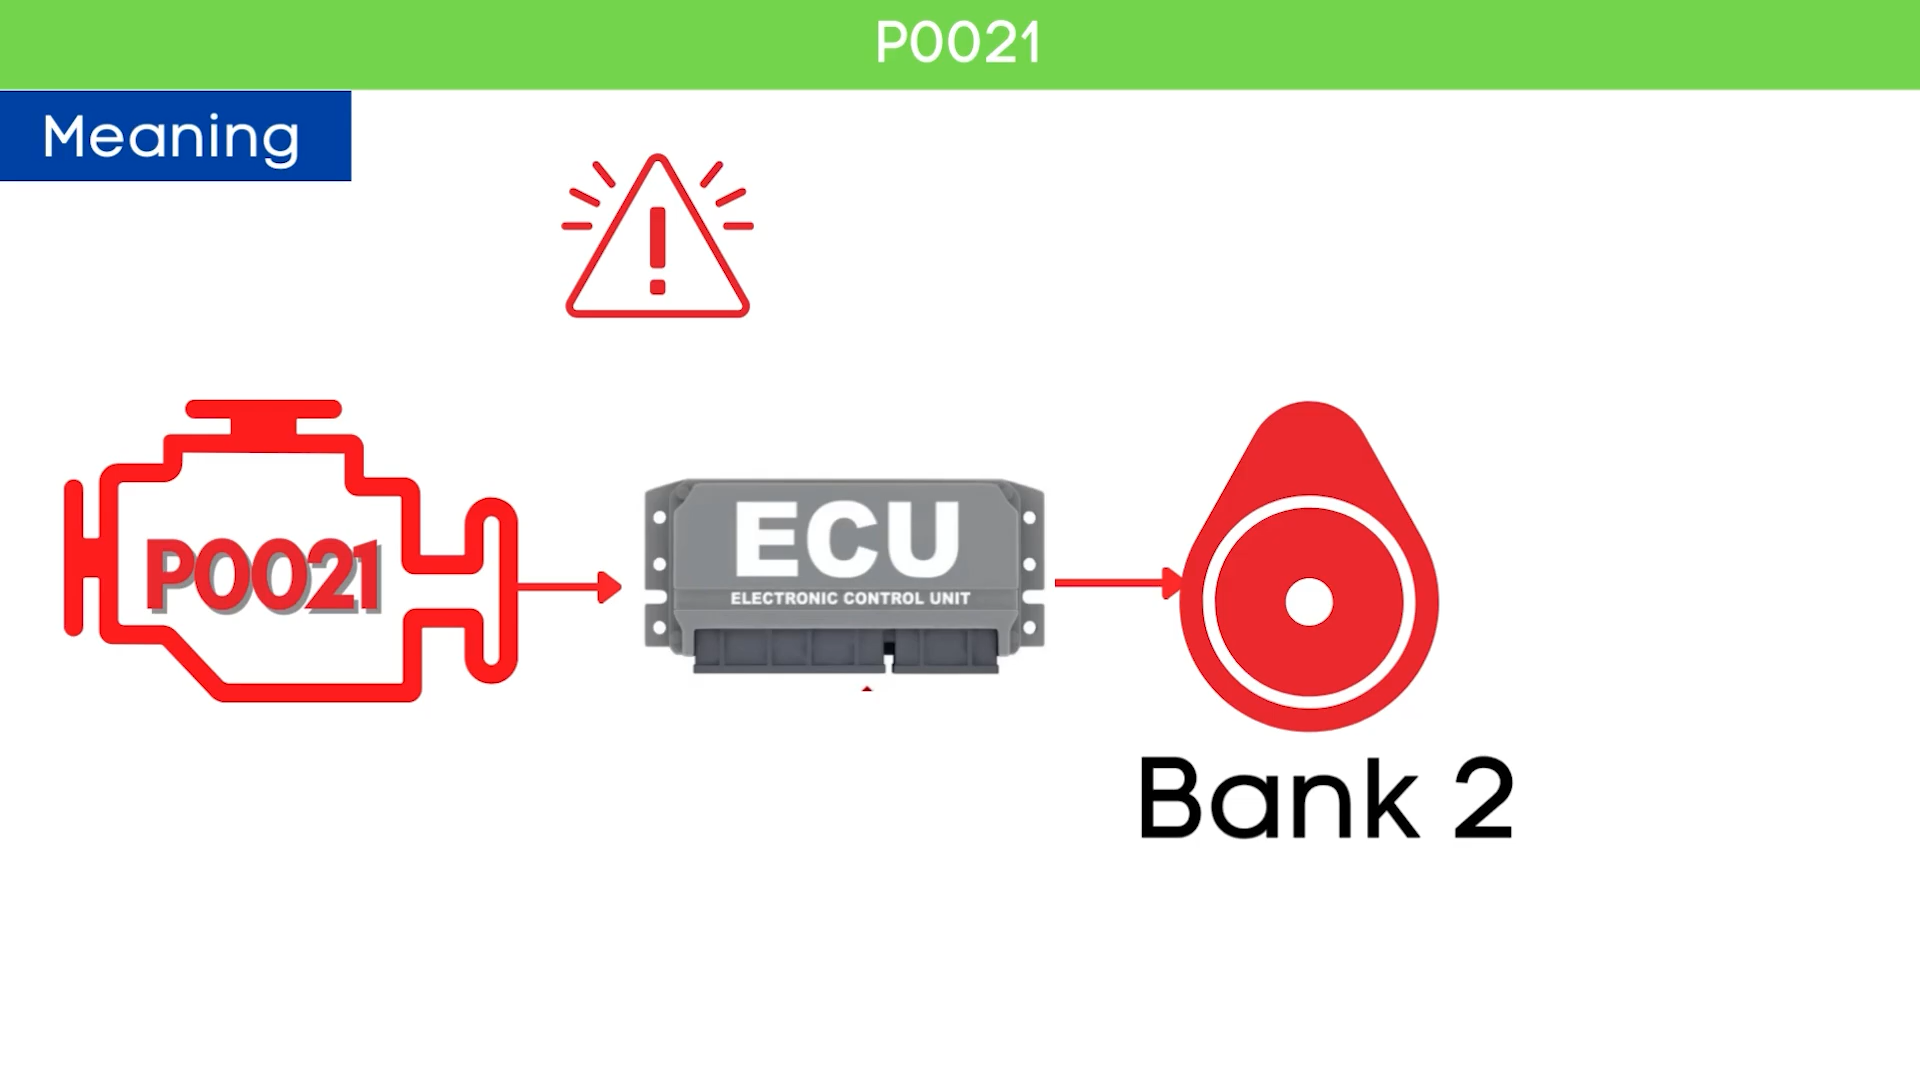 P0021
Meaning
P0021
ECU
ELECTRONIC CONTROL UNIT
Bank 2